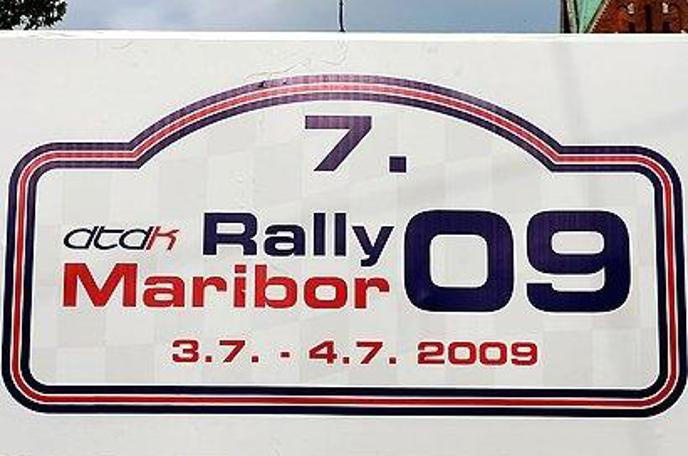 7.
dtdk Rally 09
Maribor
3.7. - 4.7. 2009